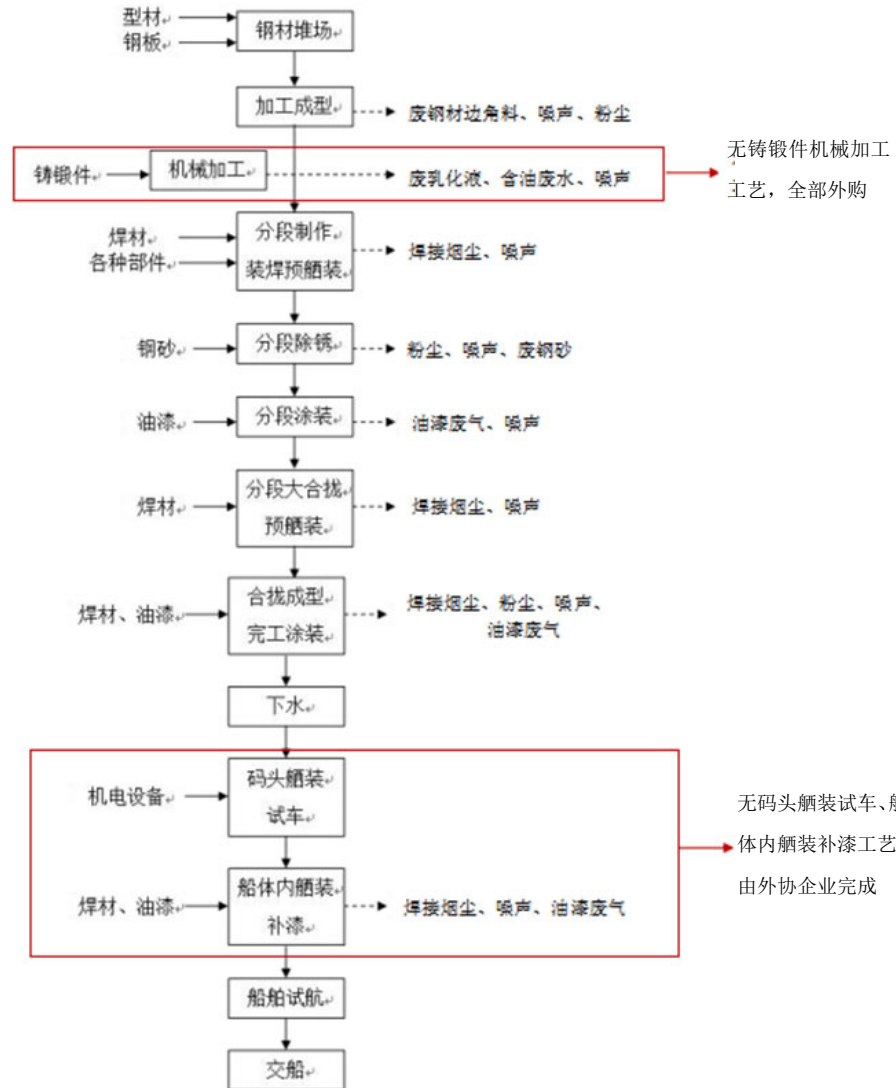 型材
钢板
钢材堆场
加工成型
废钢材边角料、噪声、粉尘
铸锻件
机械加工
废乳化液、含油废水、噪声
无铸锻件机械加工
工艺，全部外购
焊材
各种部件
分段制作
装焊预舾装
焊接烟尘、噪声
钢砂
分段除锈
粉尘、噪声、废钢砂
油漆
分段涂装
油漆废气、噪声
焊材
分段大合拢
预舾装
焊接烟尘、噪声
焊材、油漆
合拢成型
完工涂装
焊接烟尘、粉尘、噪声、
油漆废气
下水
机电设备
码头舾装
试车
无码头舾装试车、
体内舾装补漆工艺
由外协企业完成
焊材、油漆
船体内舾装
补漆
焊接烟尘、噪声、油漆废气
船舶试航
交船